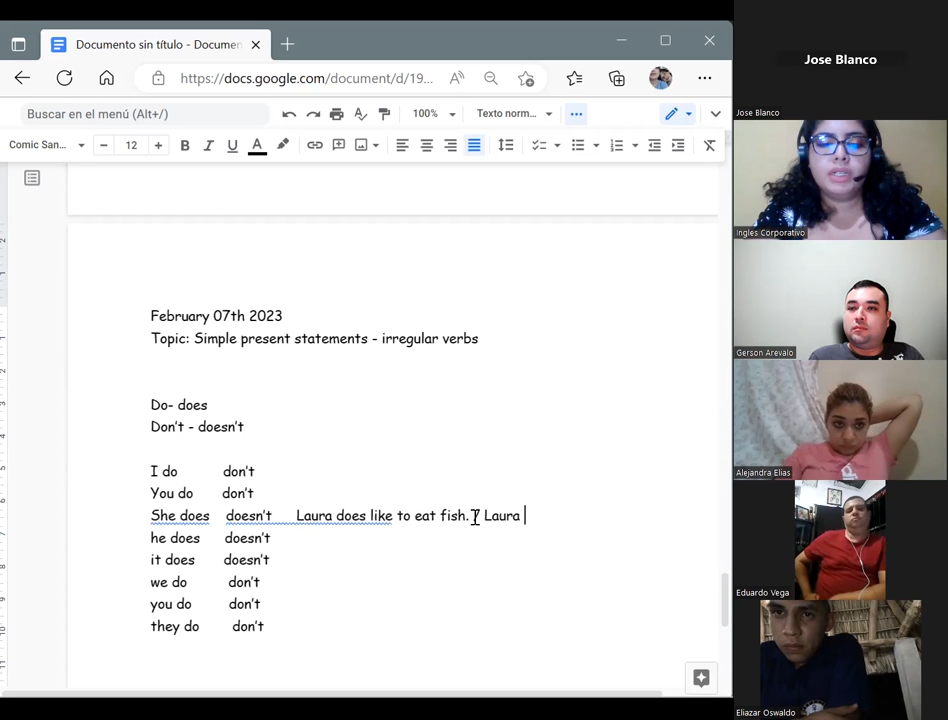 Documento sin título - Documen
https://docs.google.com/document/d/19...
Buscar en el menú (Alt+/)
100%
Texto norm...
Comic San...
12
February 07th 2023
Topic: Simple present statements - irregular verbs
Do- does
Don't - doesn't
I do don't
You do don't
She does doesn't Laura does like to eat fish. / Laura
he does doesn't
it does doesn't
we do don't
you do don't
they do don't
Jose Blanco
Jose Blanco
Ingles Corporativo
Gerson Arevalo
Alejandra Elias
Eduardo Vega
Eliazar Oswaldo